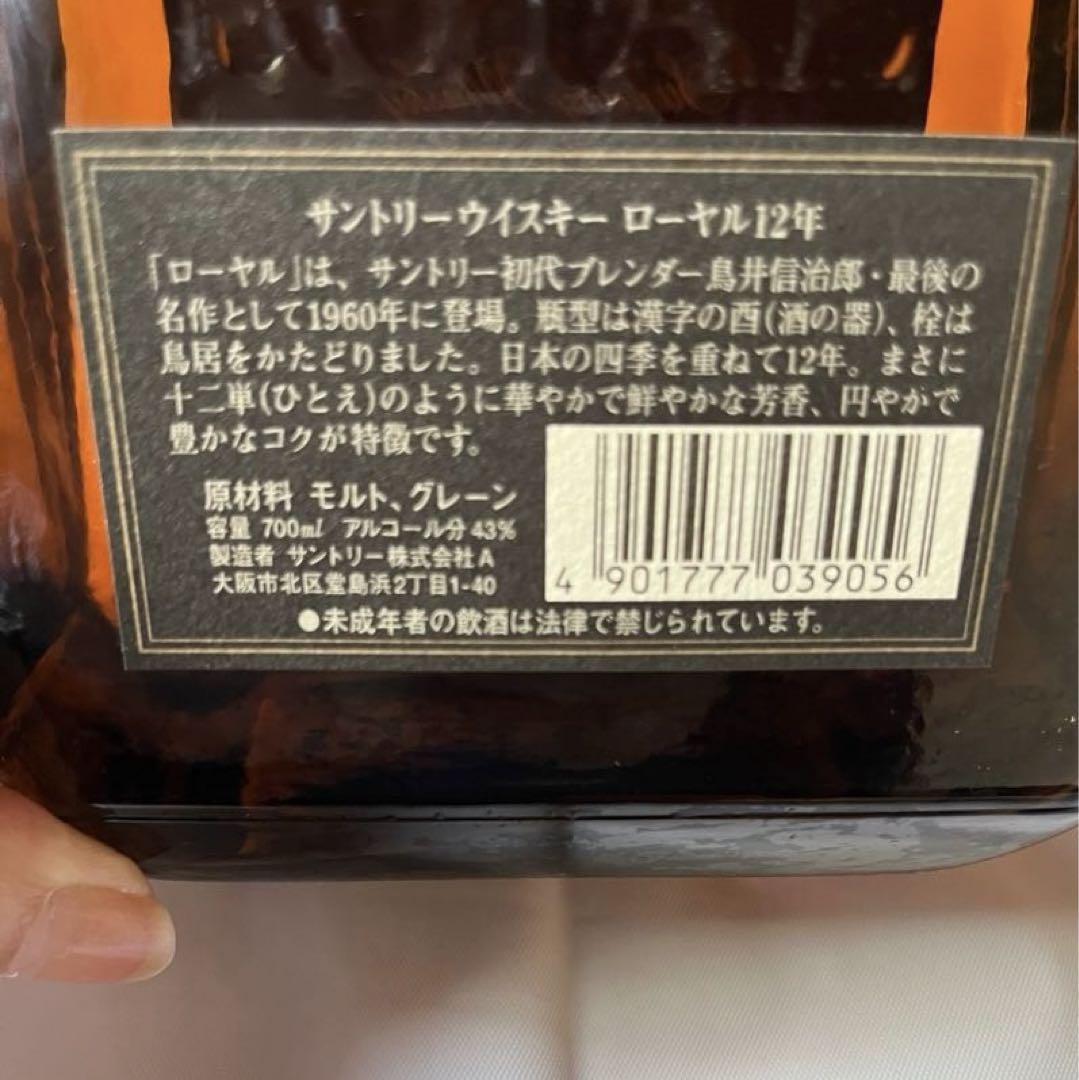 サントリーウイスキー ローヤル12年
「ローヤル」は、サントリー初代ブレンダー鳥井信治郎・最後の
名作として1960年に登場。瓶型は漢字の酉(酒の器)、栓は
鳥居をかたどりました。日本の四季を重ねて12年。まさに
十二単(ひとえ)のように華やかで鮮やかな芳香、円やかで
豊かなコクが特徴です。
原材料 モルト、グレーン
容量 700ml アルコール分43%
製造者 サントリー株式会社A
大阪市北区堂島浜2丁目1-40
4 901777 039056
●未成年者の飲酒は法律で禁じられています。